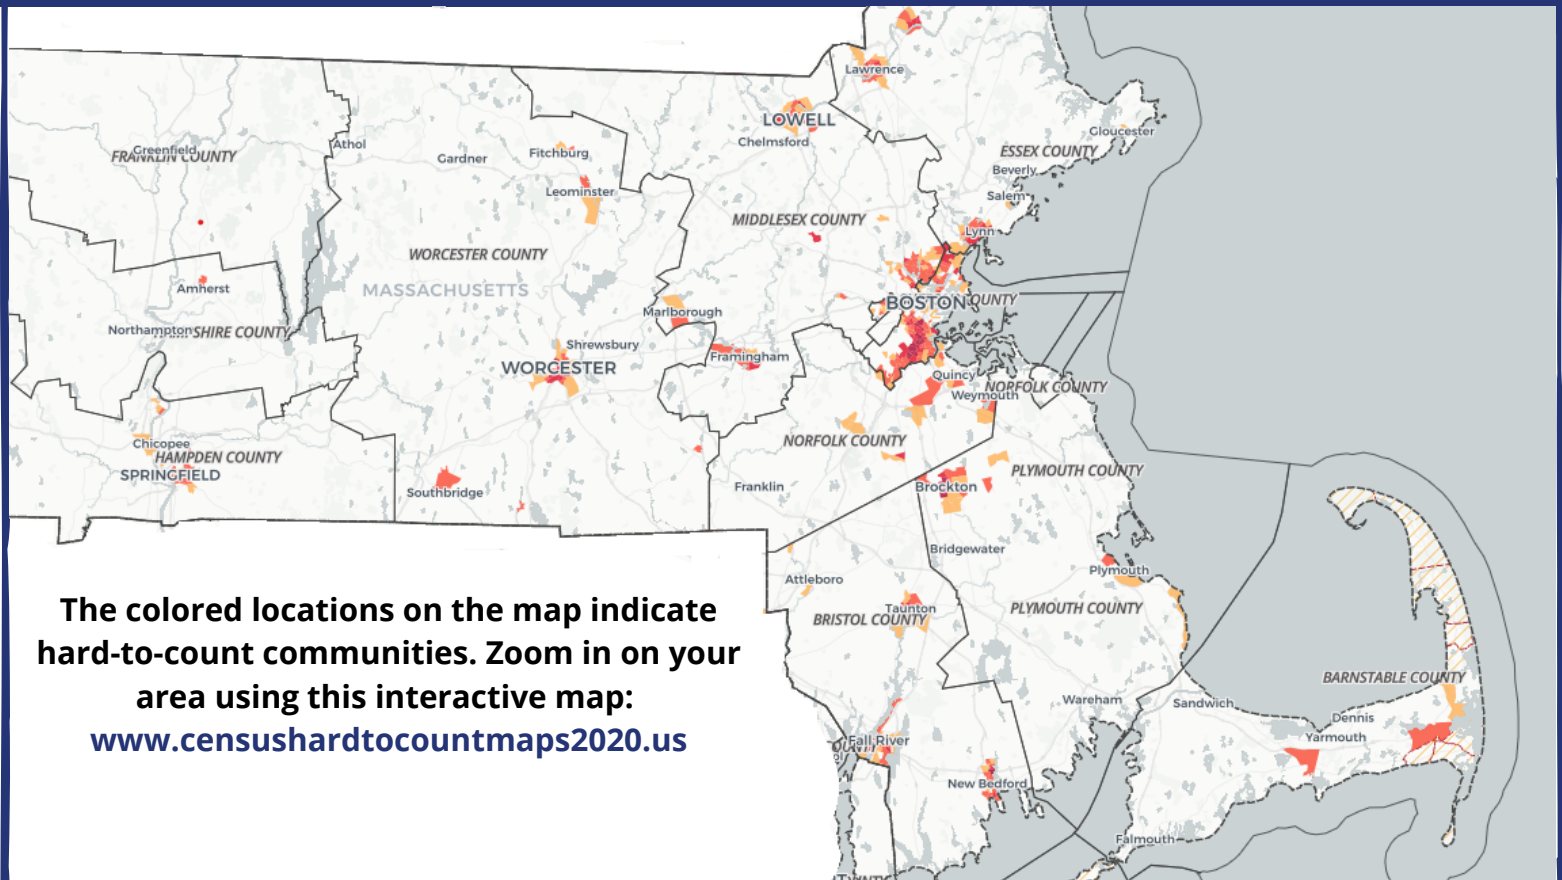 Lawrence
LOWELL
Chelmsford
Gloucester
Greenfield
FRANKLIN COUNTY
Athol
Gardner
Fitchburg
ESSEX COUNTY
Beverly
Leominster
Salem
MIDDLESEX COUNTY
Lynn
WORCESTER COUNTY
MASSACHUSETTS
Amherst
BOSTON
OUNTY
Marlborough
Northampton
SHIRE COUNTY
Shrewsbury
WORCESTER
Framingham
Quincy
NORFOLK COUNTY
Weymouth
Chicopee
HAMPDEN COUNTY
SPRINGFIELD
NORFOLK COUNTY
PLYMOUTH COUNTY
Southbridge
Franklin
Brockton
Bridgewater
Attleboro
Plymouth
Taunton
BRISTOL COUNTY
PLYMOUTH COUNTY
The colored locations on the map indicate
hard-to-count communities. Zoom in on your
area using this interactive map:
www.censushardtocountmaps2020.us
BARNSTABLE COUNTY
Wareham
Sandwich
Dennis
Yarmouth
Fall River
New Bedford
Falmouth